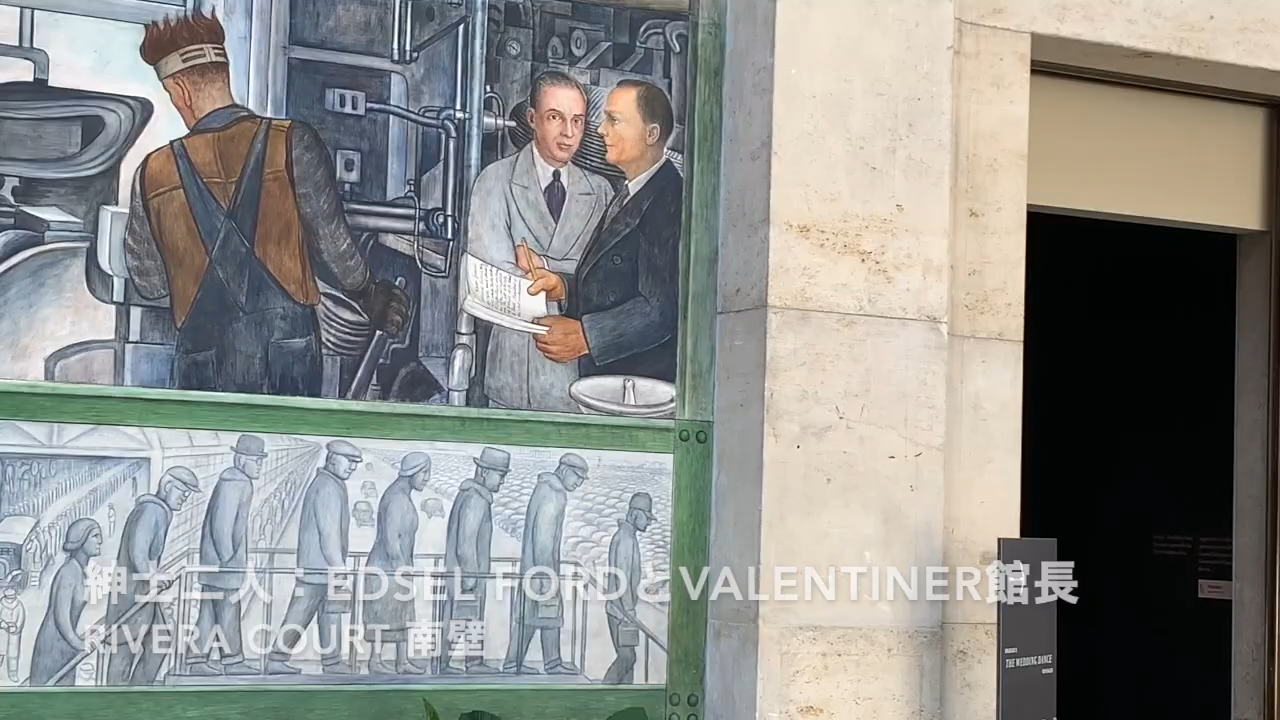 紳士二人：EDSEL FORDとVALENTINER館長
RIVERA COURT, 南壁
THE WEDDING DANCE